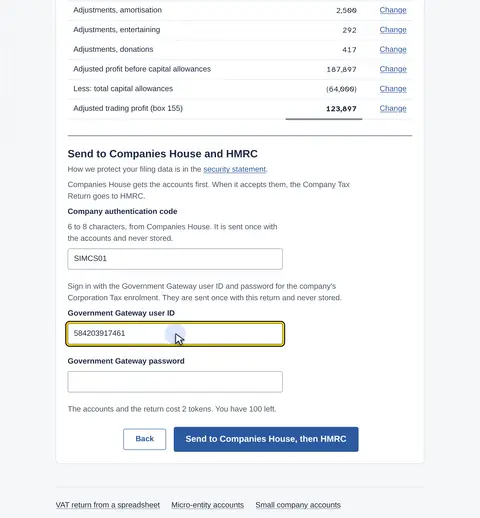 Adjustments, amortisation 2,500 Change
Adjustments, entertaining 292 Change
Adjustments, donations 417 Change
Adjusted profit before capital allowances 187,897 Change
Less: total capital allowances (64,000) Change
Adjusted trading profit (box 155) 123,897 Change
Send to Companies House and HMRC
How we protect your filing data is in the security statement.
Companies House gets the accounts first. When it accepts them, the Company Tax
Return goes to HMRC.
Company authentication code
6 to 8 characters, from Companies House. It is sent once with
the accounts and never stored.
SIMCS01
Sign in with the Government Gateway user ID and password for the company's
Corporation Tax enrolment. They are sent once with this return and never stored.
Government Gateway user ID
584203917461
Government Gateway password
The accounts and the return cost 2 tokens. You have 100 left.
Back Send to Companies House, then HMRC
VAT return from a spreadsheet Micro-entity accounts Small company accounts